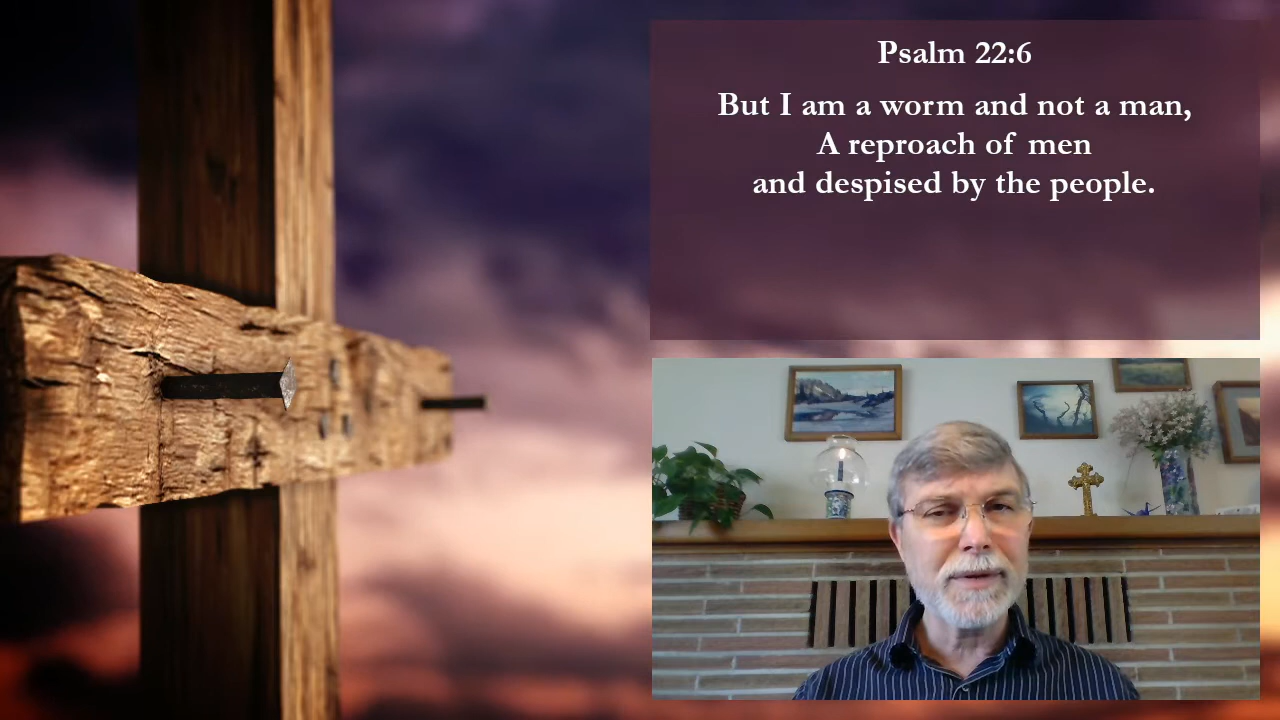 Psalm 22:6
But I am a worm and not a man,
A reproach of men
and despised by the people.